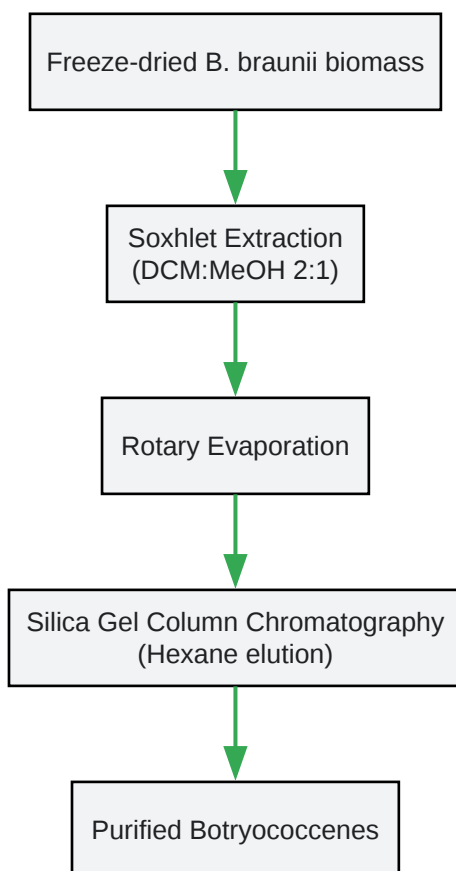 Freeze-dried B. braunii biomass
Soxhlet Extraction
(DCM:MeOH 2:1)
Rotary Evaporation
Silica Gel Column Chromatography
(Hexane elution)
Purified Botryococcenes